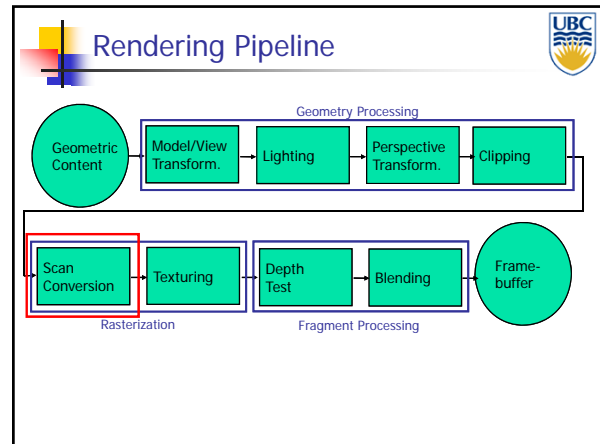 Rendering Pipeline
UBC
Geometry Processing
Geometric
Content
Model/View
Transform.
Lighting
Perspective
Transform.
Clipping
Scan
Conversion
Texturing
Depth
Test
Blending
Frame-
buffer
Rasterization
Fragment Processing